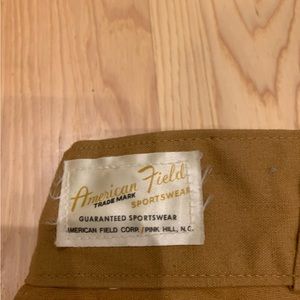 American Field
TRADE MARK SPORTSWEAR
GUARANTEED SPORTSWEAR
AMERICAN FIELD CORP. / PINK HILL, N.C.